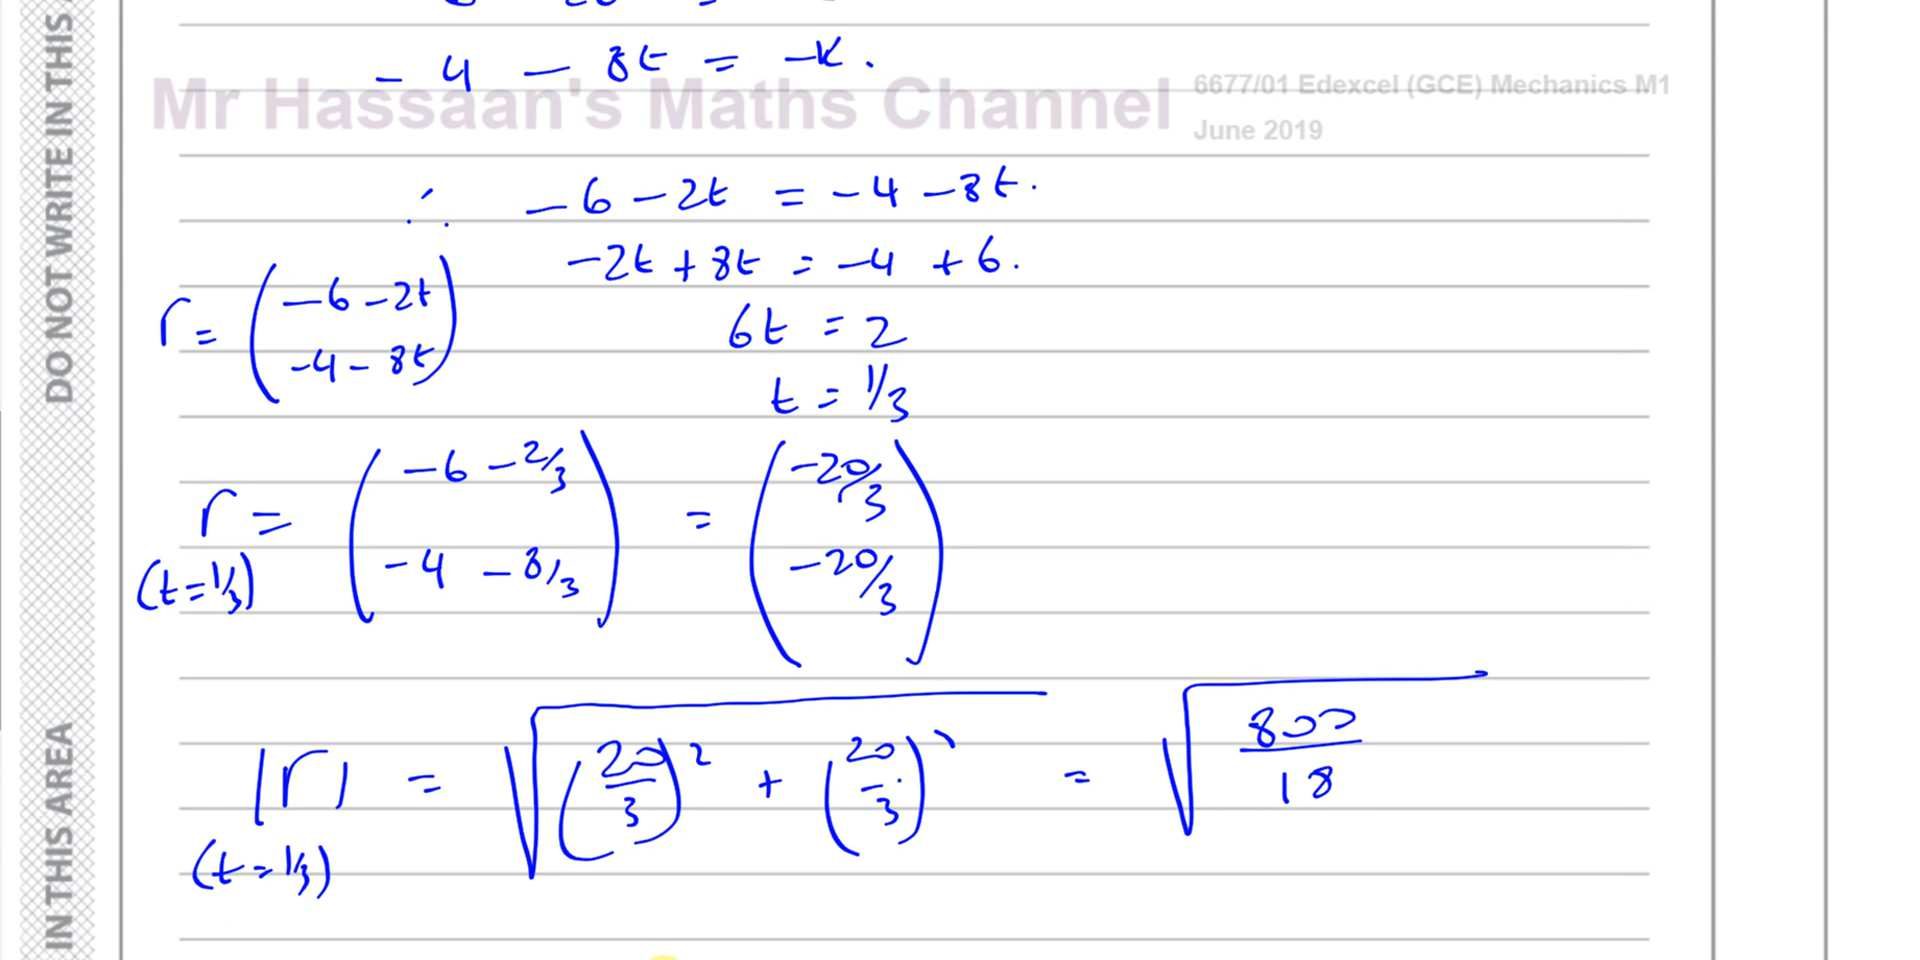 - 4 - 8t = -k.
Mr Hassaan's Maths Channel
6677/01 Edexcel (GCE) Mechanics M1
June 2019
∴ -6 - 2t = -4 - 8t.
-2t + 8t = -4 + 6.
r = (-6 - 2t
-4 - 8t)
6t = 2
t = 1/3
r = (-6 - 2/3
-4 - 8/3) = (-20/3
-20/3)
(t = 1/3)
|r| = √((20/3)² + (20/3)²) = √(800/18)
(t = 1/3)
DO NOT WRITE IN THIS
IN THIS AREA